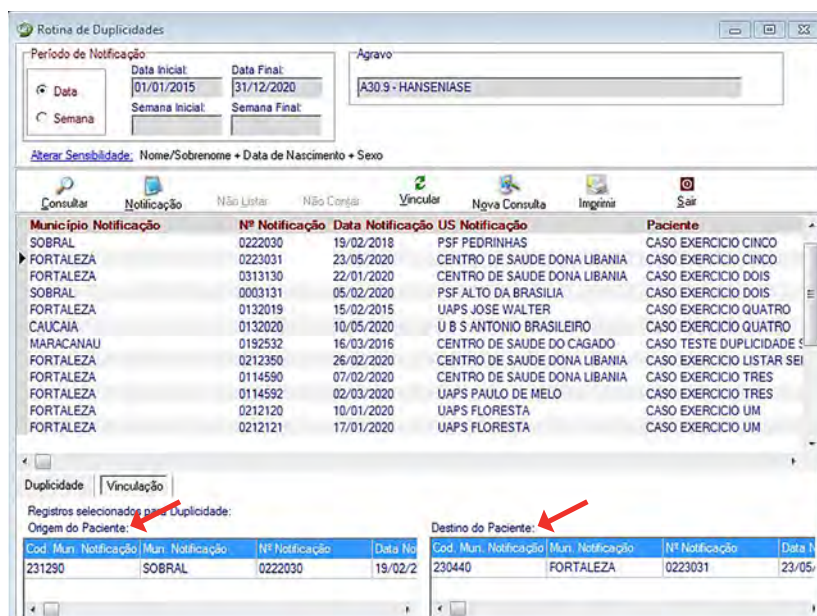 Rotina de Duplicidades
Período de Notificação
Agravo
Data Inicial:
Data Final:
Data
01/01/2015
31/12/2020
A30.9 - HANSENIASE
Semana Inicial:
Semana Final:
Semana
Alterar Sensibilidade: Nome/Sobrenome + Data de Nascimento + Sexo
Consultar Notificação Não Listar Não Contar Vincular Nova Consulta Imprimir Sair
Município Notificação Nº Notificação Data Notificação US Notificação Paciente
SOBRAL 0222030 19/02/2018 PSF PEDRINHAS CASO EXERCICIO CINCO
FORTALEZA 0223031 23/05/2020 CENTRO DE SAUDE DONA LIBANIA CASO EXERCICIO CINCO
FORTALEZA 0313130 22/01/2020 CENTRO DE SAUDE DONA LIBANIA CASO EXERCICIO DOIS
SOBRAL 0003131 05/02/2020 PSF ALTO DA BRASILIA CASO EXERCICIO DOIS
FORTALEZA 0132019 15/02/2015 UAPS JOSE WALTER CASO EXERCICIO QUATRO
CAUCAIA 0132020 10/05/2020 U B S ANTONIO BRASILEIRO CASO EXERCICIO QUATRO
MARACANAU 0192532 16/03/2016 CENTRO DE SAUDE DO CAGADO CASO TESTE DUPLICIDADE S
FORTALEZA 0212350 26/02/2020 CENTRO DE SAUDE DONA LIBANIA CASO EXERCICIO LISTAR SEI
FORTALEZA 0114590 07/02/2020 CENTRO DE SAUDE DONA LIBANIA CASO EXERCICIO TRES
FORTALEZA 0114592 02/03/2020 UAPS PAULO DE MELO CASO EXERCICIO TRES
FORTALEZA 0212120 10/01/2020 UAPS FLORESTA CASO EXERCICIO UM
FORTALEZA 0212121 17/01/2020 UAPS FLORESTA CASO EXERCICIO UM
Duplicidade Vinculação
Registros selecionados para Duplicidade:
Origem do Paciente: Destino do Paciente:
Cod. Mun. Notificação Mun. Notificação Nº Notificação Data No Cod. Mun. Notificação Mun. Notificação Nº Notificação Data N
231290 SOBRAL 0222030 19/02/2 230440 FORTALEZA 0223031 23/05/